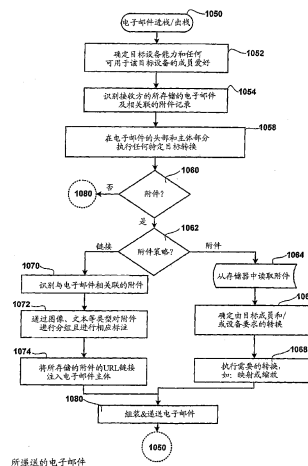 1050
电子邮件进栈/出栈
1052
确定目标设备能力和任何
可用于该目标设备的成员爱好
1054
识别接收方的所存储的电子邮件
及相关联的附件记录
1058
在电子邮件的头部和主体部分
执行任何特定目标转换
1060
否
附件?
1080
是
1062
链接
附件策略?
附件
1064
1070
识别与电子邮件相关联的附件
从存储器中读取附件
1072
通过图像、文本等类型对附件
进行分组且进行相应标注
确定由目标成员和/
或设备要求的转换
1074
将所存储的附件的URL链接
注入电子邮件主体
1068
执行需要的转换,
如:映射或缩放
1080
组装&递送电子邮件
1050
所递送的电子邮件